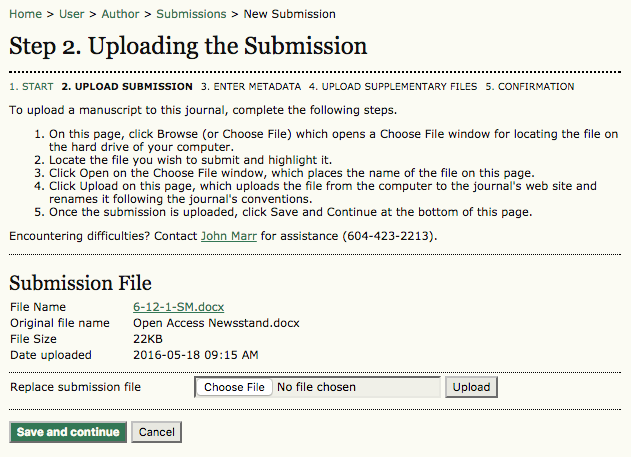 Home > User > Author > Submissions > New Submission
Step 2. Uploading the Submission
1. START 2. UPLOAD SUBMISSION 3. ENTER METADATA 4. UPLOAD SUPPLEMENTARY FILES 5. CONFIRMATION
To upload a manuscript to this journal, complete the following steps.
1. On this page, click Browse (or Choose File) which opens a Choose File window for locating the file on
the hard drive of your computer.
2. Locate the file you wish to submit and highlight it.
3. Click Open on the Choose File window, which places the name of the file on this page.
4. Click Upload on this page, which uploads the file from the computer to the journal's web site and
renames it following the journal's conventions.
5. Once the submission is uploaded, click Save and Continue at the bottom of this page.
Encountering difficulties? Contact John Marr for assistance (604-423-2213).
Submission File
File Name 6-12-1-SM.docx
Original file name Open Access Newsstand.docx
File Size 22KB
Date uploaded 2016-05-18 09:15 AM
Replace submission file Choose File No file chosen Upload
Save and continue Cancel